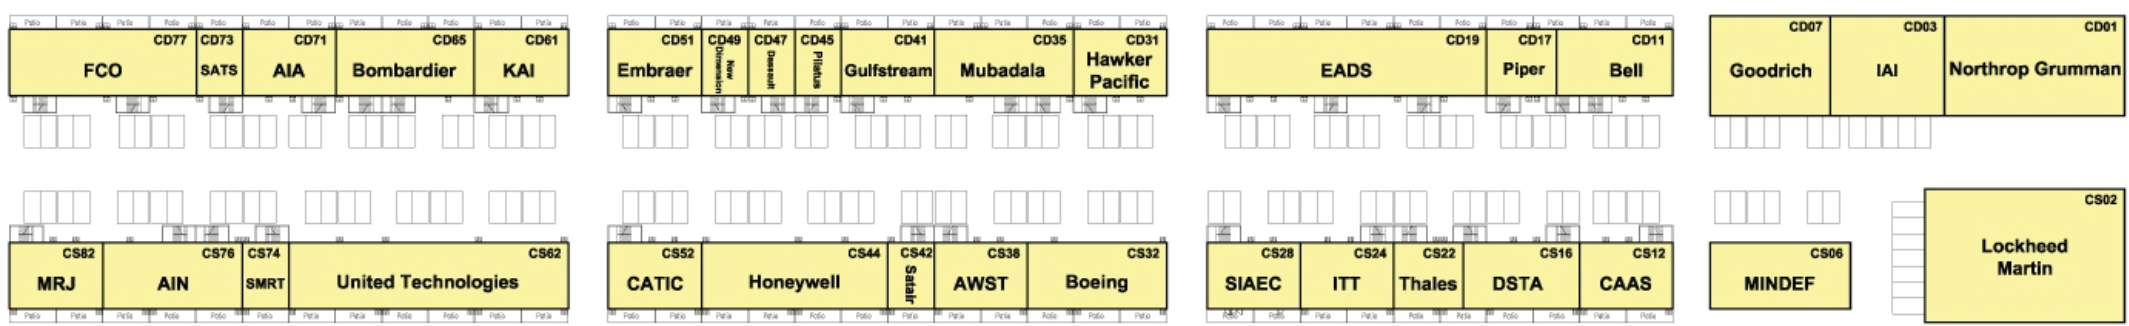 CD77
FCO
CD73
SATS
CD71
AIA
CD65
Bombardier
CD61
KAI
CD51
Embraer
CD49
New
Dimension
CD47
Dassault
CD45
Pilatus
CD41
Gulfstream
CD35
Mubadala
CD31
Hawker
Pacific
CD19
EADS
CD17
Piper
CD11
Bell
CD07
Goodrich
CD03
IAI
CD01
Northrop Grumman
CS82
MRJ
CS76
AIN
CS74
SMRT
CS62
United Technologies
CS52
CATIC
CS44
Honeywell
CS42
Satair
CS38
AWST
CS32
Boeing
CS28
SIAEC
CS24
ITT
CS22
Thales
CS16
DSTA
CS12
CAAS
CS06
MINDEF
CS02
Lockheed
Martin